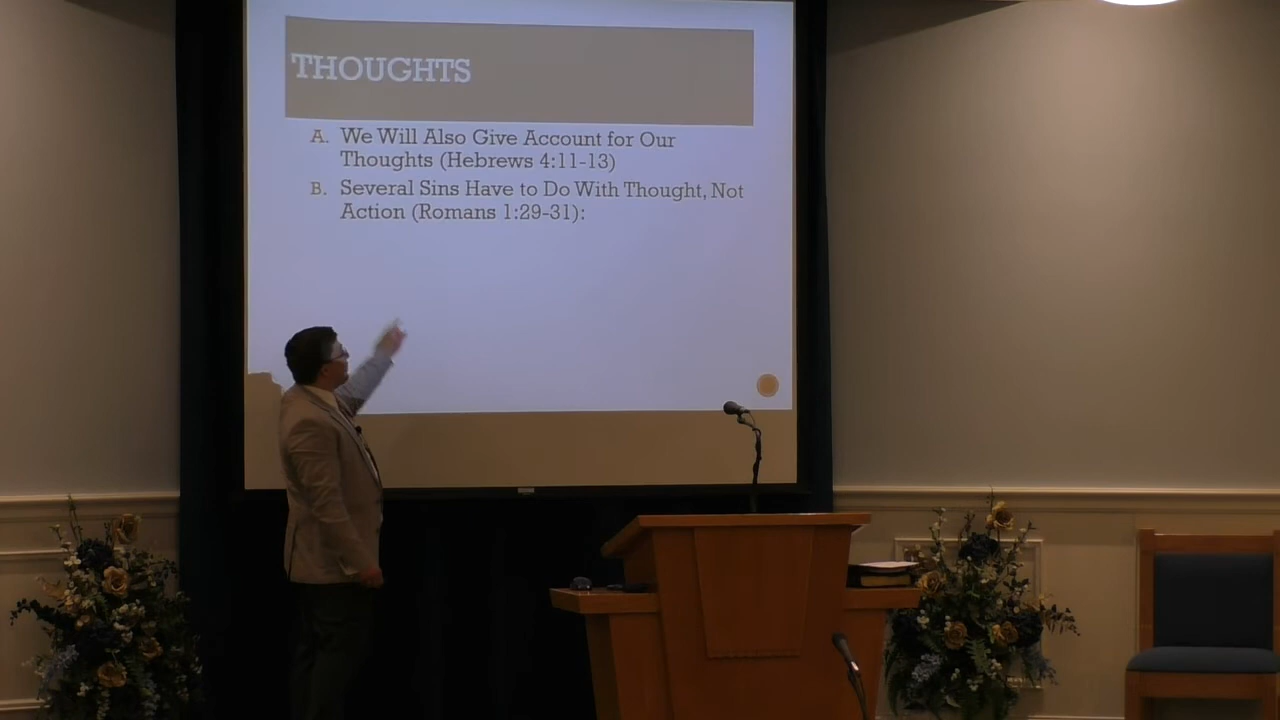 THOUGHTS
A. We Will Also Give Account for Our
Thoughts (Hebrews 4:11-13)
B. Several Sins Have to Do With Thought, Not
Action (Romans 1:29-31):